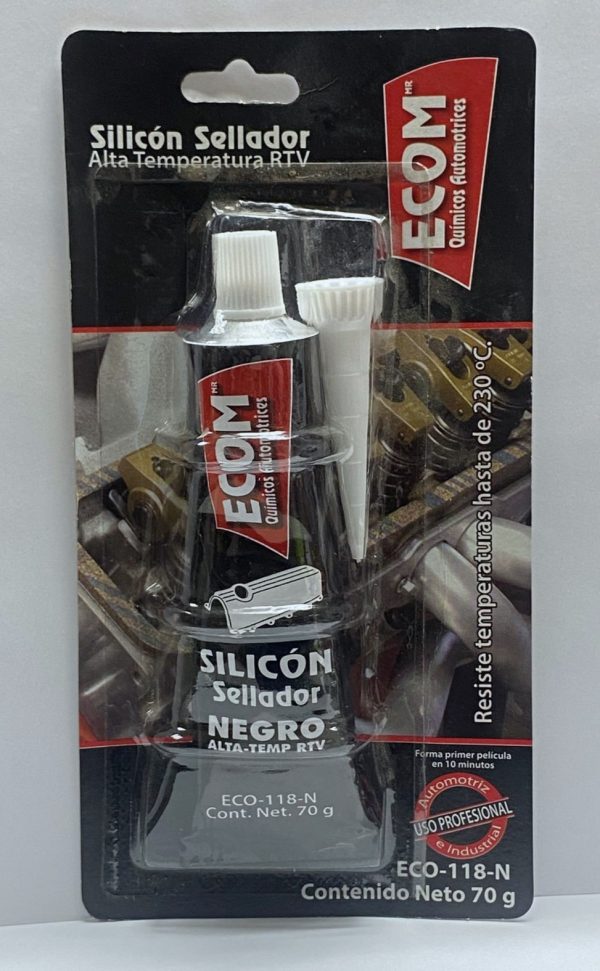 Silicón Sellador
Alta Temperatura RTV
ECOM MR
Químicos Automotrices
Resiste temperaturas hasta de 230 ºC.
ECOM MR
Químicos Automotrices
SILICÓN
Sellador
NEGRO
ALTA-TEMP RTV
ECO-118-N
Cont. Net. 70 g
Forma primer película
en 10 minutos
Automotriz
USO PROFESIONAL
e Industrial
ECO-118-N
Contenido Neto 70 g